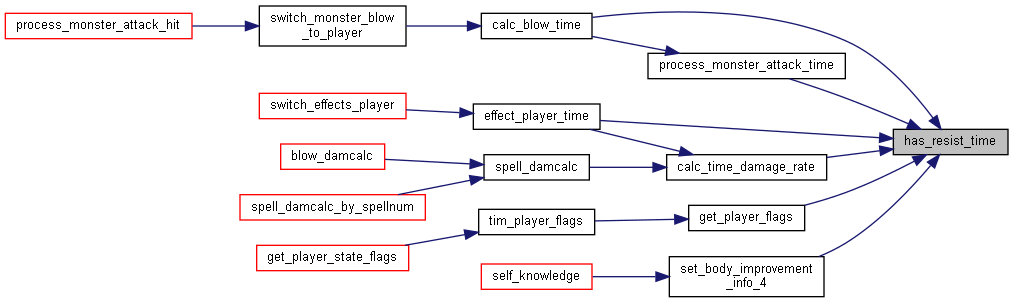 process_monster_attack_hit
switch_monster_blow
_to_player
calc_blow_time
process_monster_attack_time
switch_effects_player
effect_player_time
has_resist_time
blow_damcalc
spell_damcalc
calc_time_damage_rate
spell_damcalc_by_spellnum
tim_player_flags
get_player_flags
get_player_state_flags
self_knowledge
set_body_improvement
_info_4